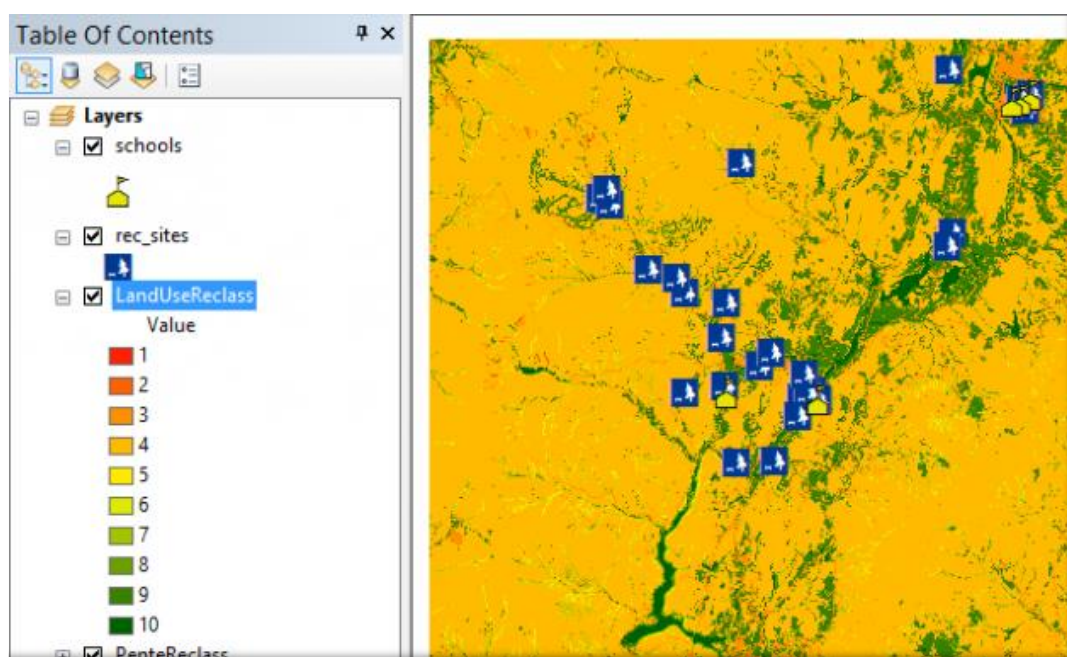 Table Of Contents
Layers
schools
rec_sites
LandUseReclass
Value
1
2
3
4
5
6
7
8
9
10
PenteReclass